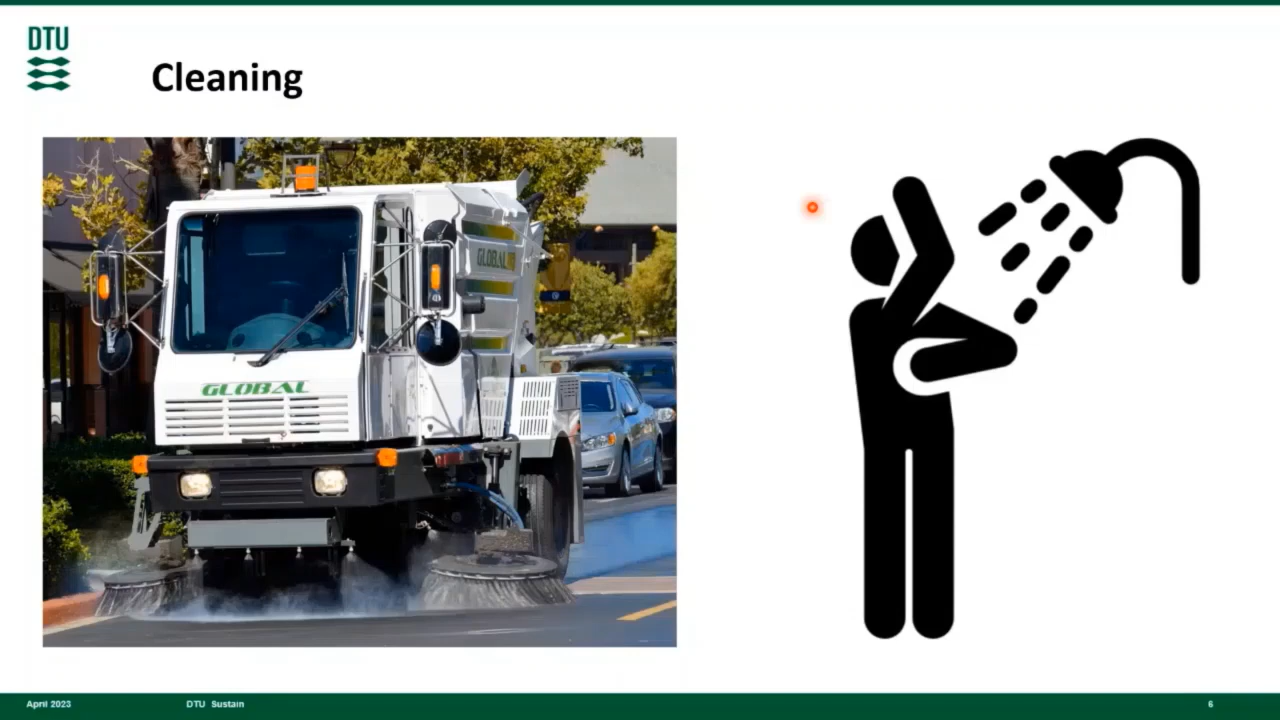 DTU
Cleaning
GLOBAL
GLOBAL
April 2023
DTU Sustain
6